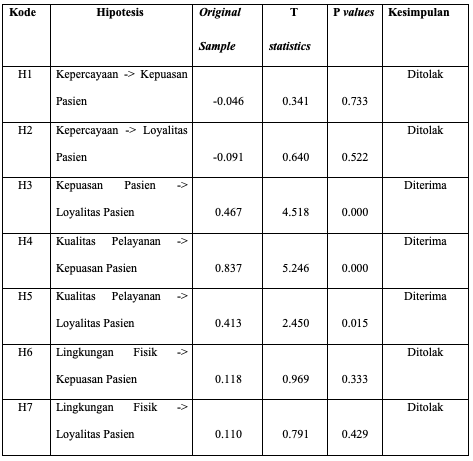 Kode Hipotesis Original Sample T statistics P values Kesimpulan
H1 Kepercayaan -> Kepuasan Ditolak
Pasien -0.046 0.341 0.733
H2 Kepercayaan -> Loyalitas Ditolak
Pasien -0.091 0.640 0.522
H3 Kepuasan Pasien -> Diterima
Loyalitas Pasien 0.467 4.518 0.000
H4 Kualitas Pelayanan -> Diterima
Kepuasan Pasien 0.837 5.246 0.000
H5 Kualitas Pelayanan -> Diterima
Loyalitas Pasien 0.413 2.450 0.015
H6 Lingkungan Fisik -> Ditolak
Kepuasan Pasien 0.118 0.969 0.333
H7 Lingkungan Fisik -> Ditolak
Loyalitas Pasien 0.110 0.791 0.429